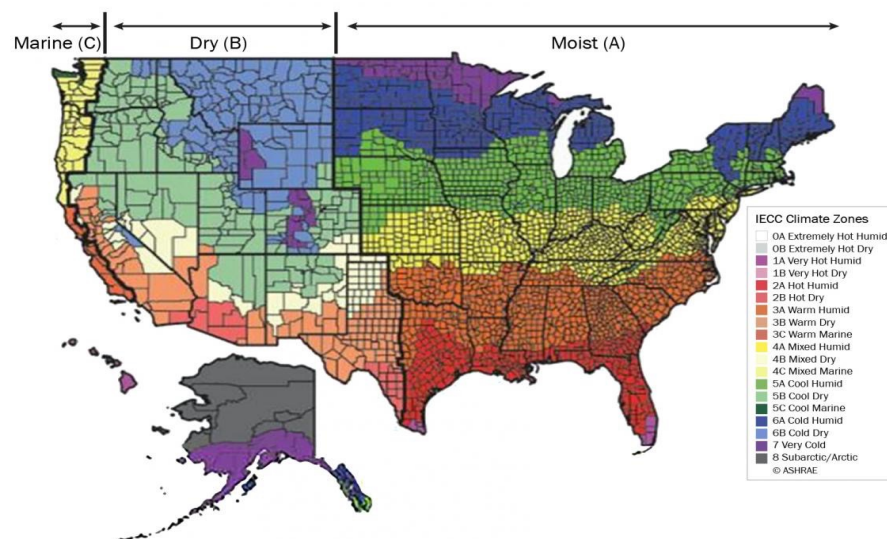 Marine (C)
Dry (B)
Moist (A)
IECC Climate Zones
0A Extremely Hot Humid
0B Extremely Hot Dry
1A Very Hot Humid
1B Very Hot Dry
2A Hot Humid
2B Hot Dry
3A Warm Humid
3B Warm Dry
3C Warm Marine
4A Mixed Humid
4B Mixed Dry
4C Mixed Marine
5A Cool Humid
5B Cool Dry
5C Cool Marine
6A Cold Humid
6B Cold Dry
7 Very Cold
8 Subarctic/Arctic
© ASHRAE